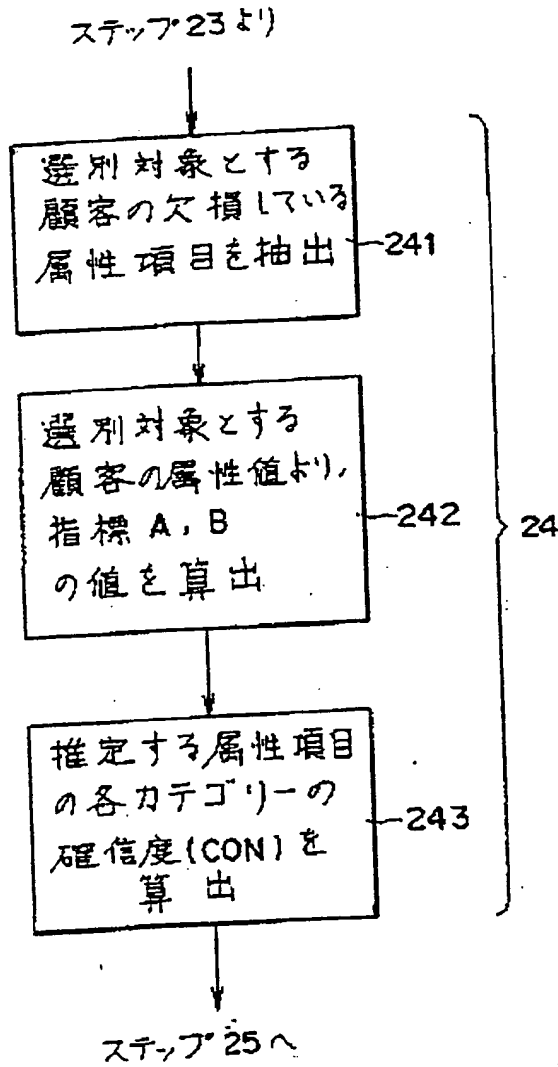 ステップ23より
選別対象とする
顧客の欠損している
属性項目を抽出
241
選別対象とする
顧客の属性値より,
指標A,B
の値を算出
242
24
推定する属性項目
の各カテゴリーの
確信度(CON)を
算出
243
ステップ25へ